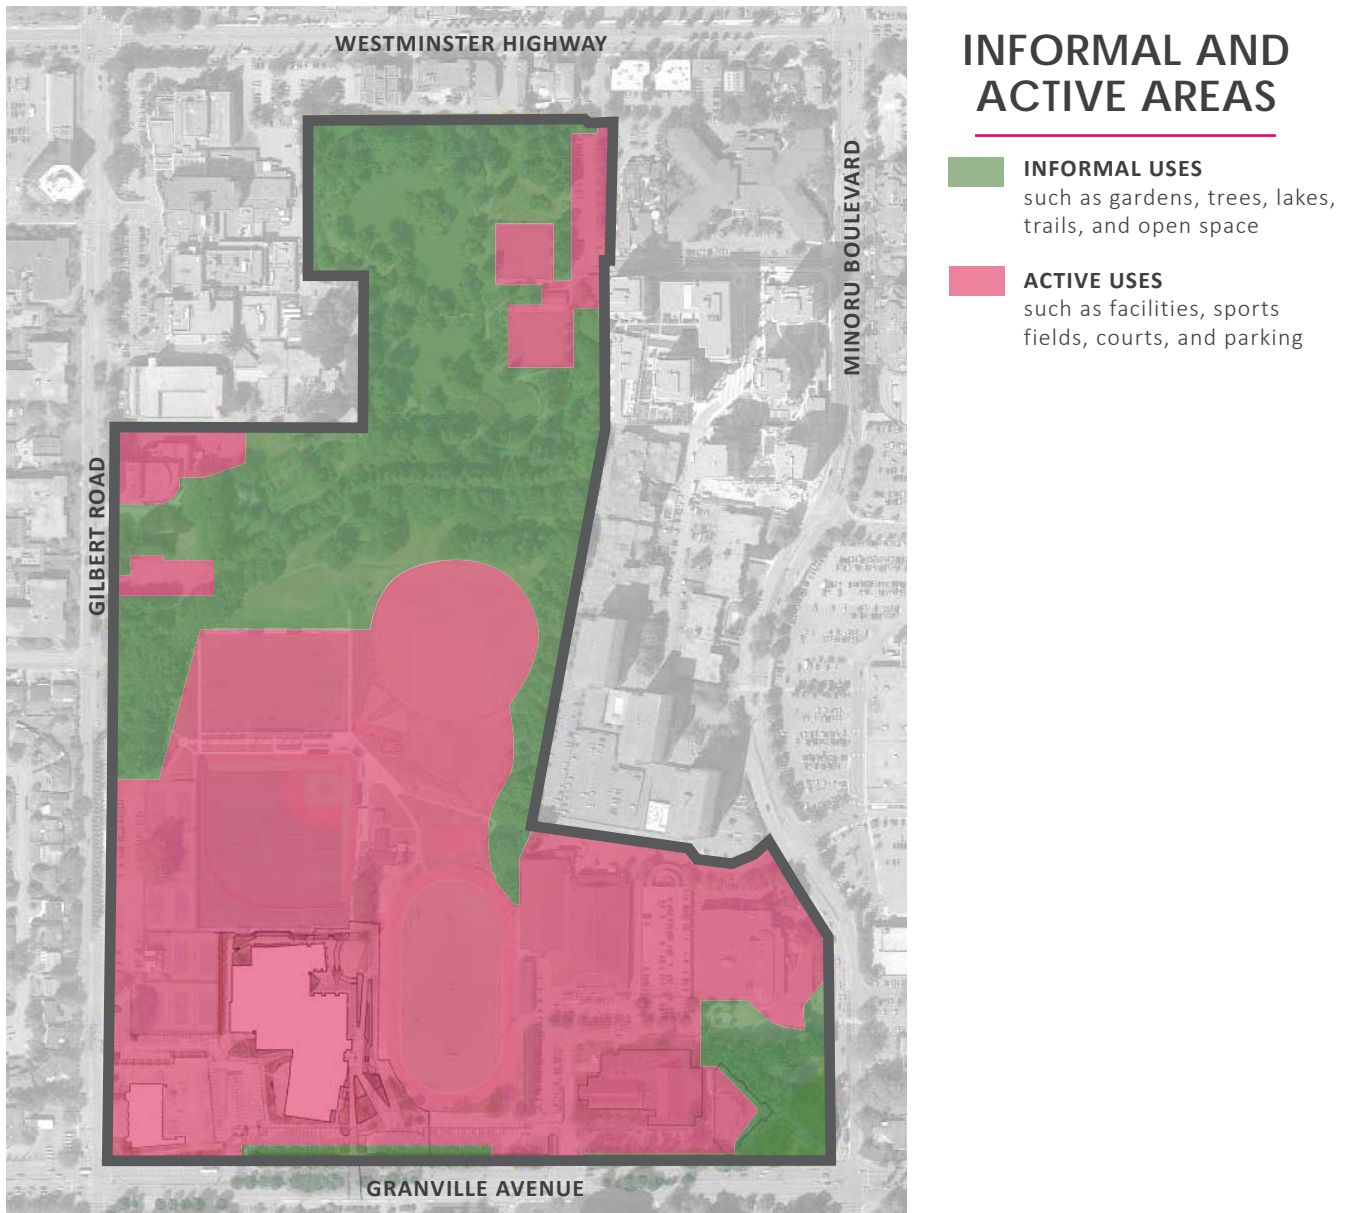 WESTMINSTER HIGHWAY
MINORU BOULEVARD
GILBERT ROAD
GRANVILLE AVENUE
INFORMAL AND
ACTIVE AREAS
INFORMAL USES
such as gardens, trees, lakes,
trails, and open space
ACTIVE USES
such as facilities, sports
fields, courts, and parking